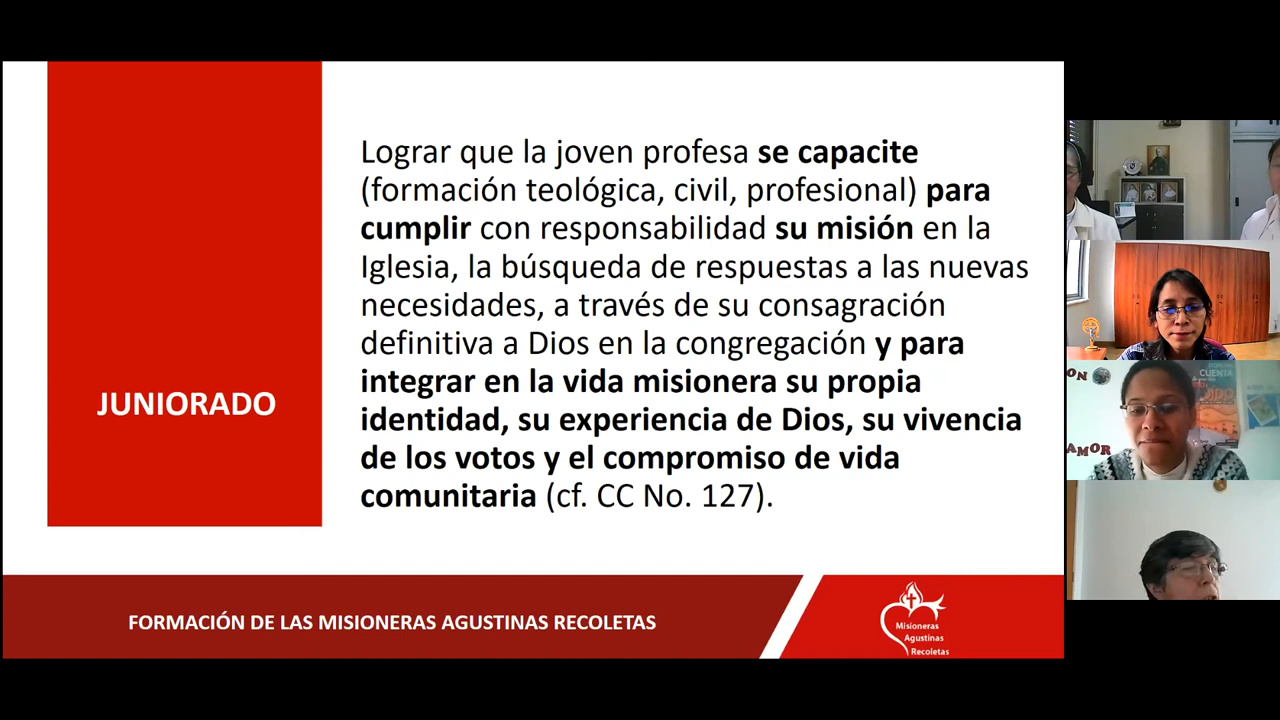 Lograr que la joven profesa se capacite
(formación teológica, civil, profesional) para
cumplir con responsabilidad su misión en la
Iglesia, la búsqueda de respuestas a las nuevas
necesidades, a través de su consagración
definitiva a Dios en la congregación y para
integrar en la vida misionera su propia
identidad, su experiencia de Dios, su vivencia
de los votos y el compromiso de vida
comunitaria (cf. CC No. 127).
JUNIORADO
FORMACIÓN DE LAS MISIONERAS AGUSTINAS RECOLETAS
Misioneras
Agustinas
Recoletas
ON
CUENTA
AMOR